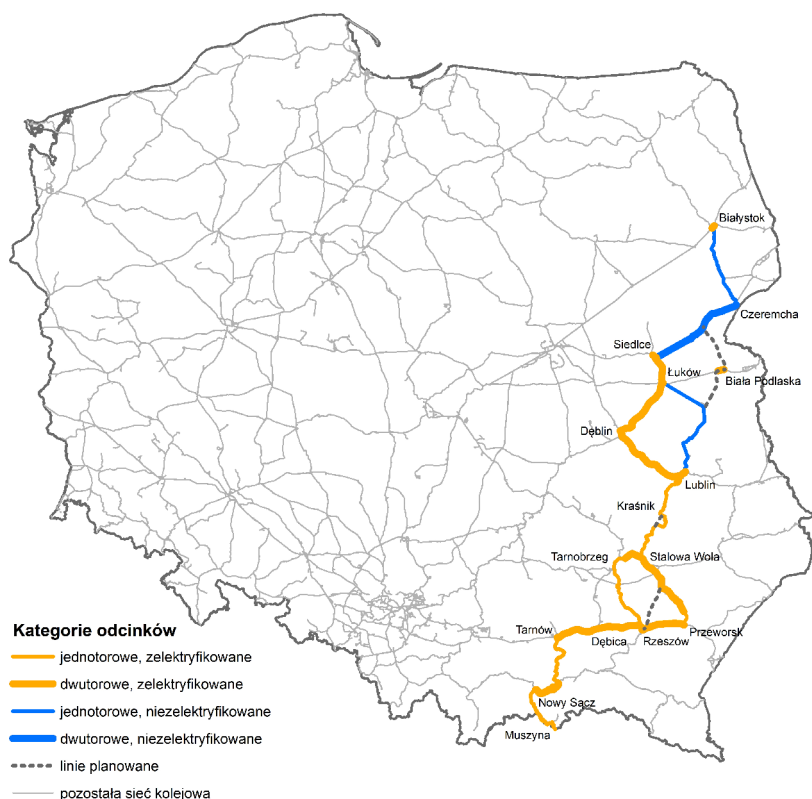 Białystok
Czeremcha
Siedlce
Łuków
Biała Podlaska
Dęblin
Lublin
Kraśnik
Tarnobrzeg
Stalowa Wola
Tarnów
Dębica
Rzeszów
Przeworsk
Nowy Sącz
Muszyna
Kategorie odcinków
jednotorowe, zelektryfikowane
dwutorowe, zelektryfikowane
jednotorowe, niezelektryfikowane
dwutorowe, niezelektryfikowane
linie planowane
pozostała sieć kolejowa